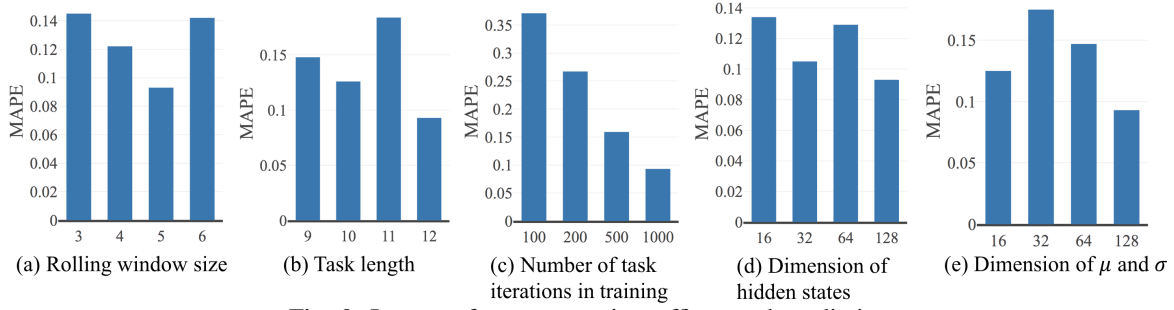 0.14
0.12
0.1
0.08
0.06
0.04
0.02
0
MAPE
3 4 5 6
(a) Rolling window size
0.15
0.1
0.05
0
MAPE
9 10 11 12
(b) Task length
0.35
0.3
0.25
0.2
0.15
0.1
0.05
0
MAPE
100 200 500 1000
(c) Number of task
iterations in training
0.14
0.12
0.1
0.08
0.06
0.04
0.02
0
MAPE
16 32 64 128
(d) Dimension of
hidden states
0.15
0.1
0.05
0
MAPE
16 32 64 128
(e) Dimension of μ and σ